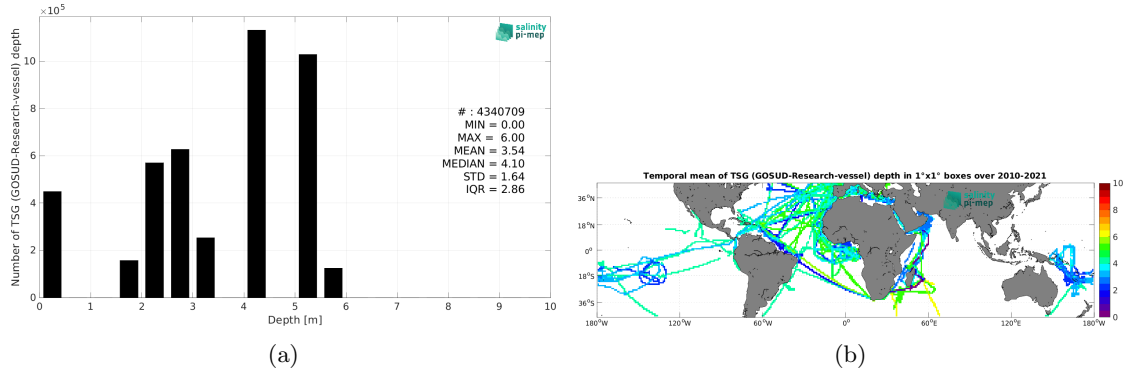 ×10⁵
10
8
6
4
2
0
Number of TSG (GOSUD-Research-vessel) depth
salinity
pi-mep
# : 4340709
MIN = 0.00
MAX = 6.00
MEAN = 3.54
MEDIAN = 4.10
STD = 1.64
IQR = 2.86
0 1 2 3 4 5 6 7 8 9 10
Depth [m]
(a)
Temporal mean of TSG (GOSUD-Research-vessel) depth in 1°x1° boxes over 2010-2021
salinity
pi-mep
36°N
18°N
0°
18°S
36°S
180°W 120°W 60°W 0° 60°E 120°E 180°E
10
8
6
4
2
0
(b)